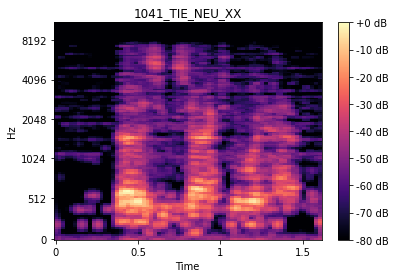 1041_TIE_NEU_XX
+0 dB
8192
-10 dB
4096
-20 dB
-30 dB
2048
Hz
-40 dB
1024
-50 dB
512
-60 dB
-70 dB
0
-80 dB
0
0.5
1
1.5
Time